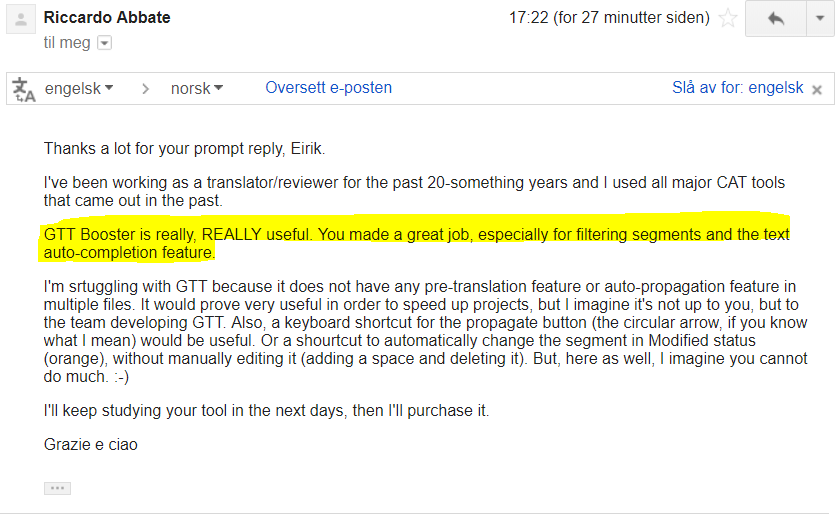 Riccardo Abbate
17:22 (for 27 minutter siden)
til meg
文A
engelsk
norsk
Oversett e-posten
Slå av for: engelsk
Thanks a lot for your prompt reply, Eirik.
I've been working as a translator/reviewer for the past 20-something years and I used all major CAT tools
that came out in the past.
GTT Booster is really, REALLY useful. You made a great job, especially for filtering segments and the text
auto-completion feature.
I'm srtuggling with GTT because it does not have any pre-translation feature or auto-propagation feature in
multiple files. It would prove very useful in order to speed up projects, but I imagine it's not up to you, but to
the team developing GTT. Also, a keyboard shortcut for the propagate button (the circular arrow, if you know
what I mean) would be useful. Or a shourtcut to automatically change the segment in Modified status
(orange), without manually editing it (adding a space and deleting it). But, here as well, I imagine you cannot
do much. :-)
I'll keep studying your tool in the next days, then I'll purchase it.
Grazie e ciao